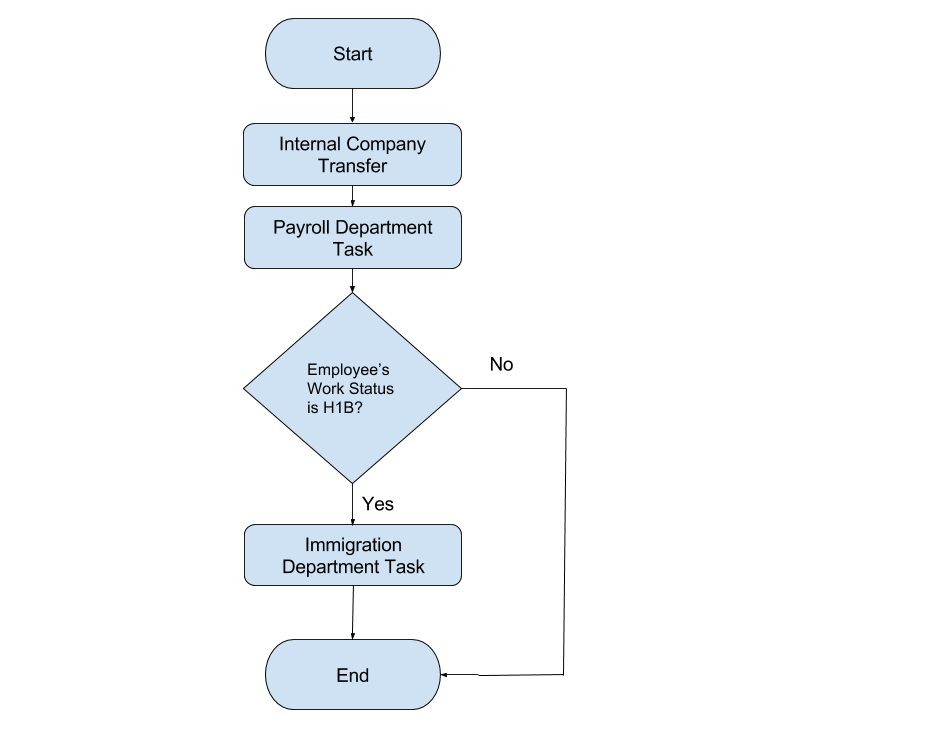 Start
Internal Company
Transfer
Payroll Department
Task
Employee’s
Work Status
is H1B?
No
Yes
Immigration
Department Task
End